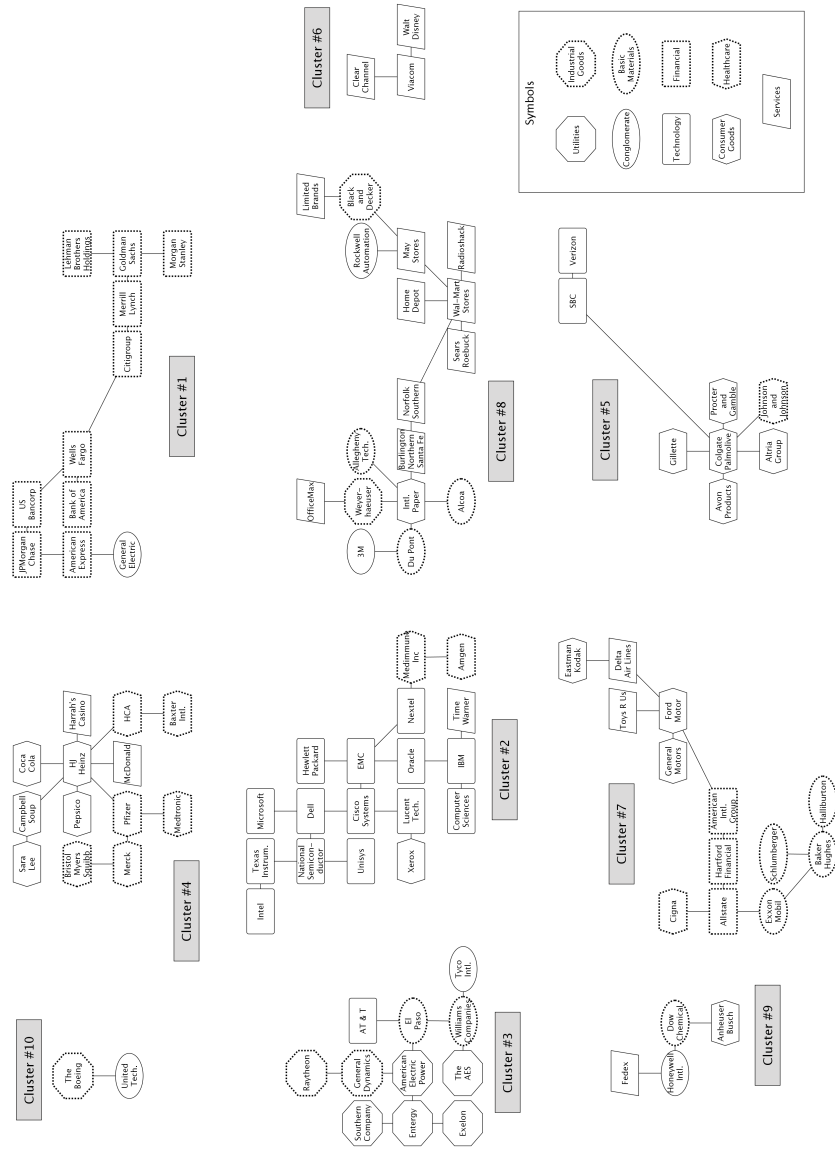 Cluster #10
The
Boeing
United
Tech.
Cluster #4
Sara
Lee
Campbell
Soup
Coca
Cola
Bristol
Myers
Squibb
Pepsico
HJ
Heinz
Harrah's
Casino
Merck
Pfizer
McDonald
HCA
Medtronic
Baxter
Intl.
Cluster #1
JPMorgan
Chase
US
Bancorp
American
Express
Bank of
America
Wells
Fargo
General
Electric
Citigroup
Merrill
Lynch
Goldman
Sachs
Lehman
Brothers
Holdings
Morgan
Stanley
Cluster #3
Raytheon
Southern
Company
General
Dynamics
AT & T
Entergy
American
Electric
Power
El
Paso
Exelon
The
AES
Williams
Companies
Tyco
Intl.
Cluster #2
Intel
Texas
Instrum.
Microsoft
National
Semicon-
ductor
Dell
Hewlett
Packard
Unisys
Cisco
Systems
EMC
Xerox
Lucent
Tech.
Oracle
Nextel
Medimmune
Inc
Computer
Sciences
IBM
Time
Warner
Amgen
Cluster #8
OfficeMax
3M
Weyer-
haeuser
Allegheny
Tech.
Du Pont
Intl.
Paper
Burlington
Northern
Santa Fe.
Norfolk
Southern
Alcoa
Limited
Brands
Rockwell
Automation
Black
and
Decker
Home
Depot
May
Stores
Sears
Roebuck
Wal-Mart
Stores
Radioshack
Cluster #6
Clear
Channel
Viacom
Walt
Disney
Cluster #9
Fedex
Honeywell
Intl.
Dow
Chemical
Anheuser
Busch
Cluster #7
Eastman
Kodak
Toys R Us
Delta
Air Lines
General
Motors
Ford
Motor
Cigna
Allstate
Hartford
Financial
American
Intl.
Group
Exxon
Mobil
Schlumberger
Baker
Hughes
Halliburton
Cluster #5
SBC
Verizon
Gillette
Avon
Products
Colgate
Palmolive
Procter
and
Gamble
Altria
Group
Johnson
and
Johnson
Symbols
Utilities
Industrial
Goods
Conglomerate
Basic
Materials
Technology
Financial
Consumer
Goods
Healthcare
Services